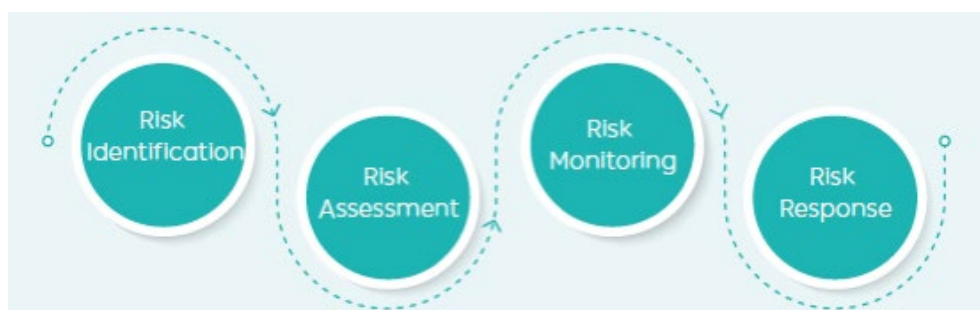 Risk
Identification
Risk
Assessment
Risk
Monitoring
Risk
Response